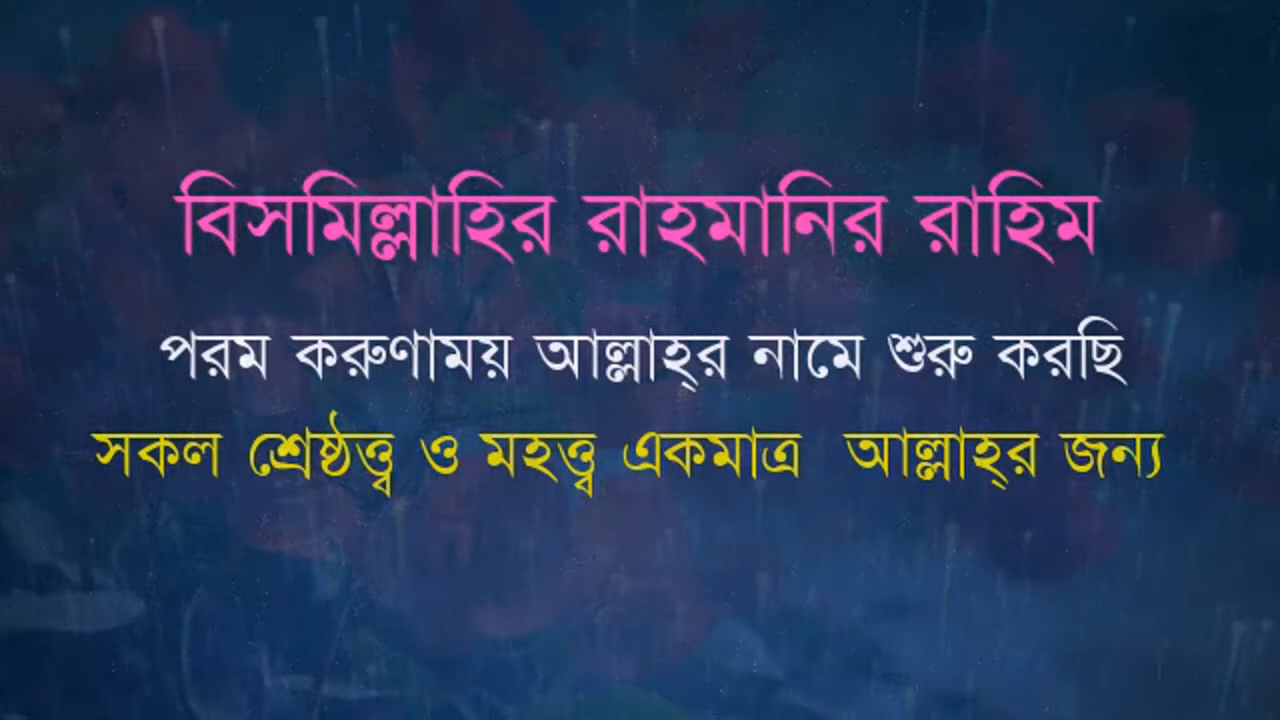 বিসমিল্লাহির রাহমানির রাহিম
পরম করুণাময় আল্লাহ্‌র নামে শুরু করছি
সকল শ্রেষ্ঠত্ত্ব ও মহত্ত্ব একমাত্র আল্লাহ্‌র জন্য